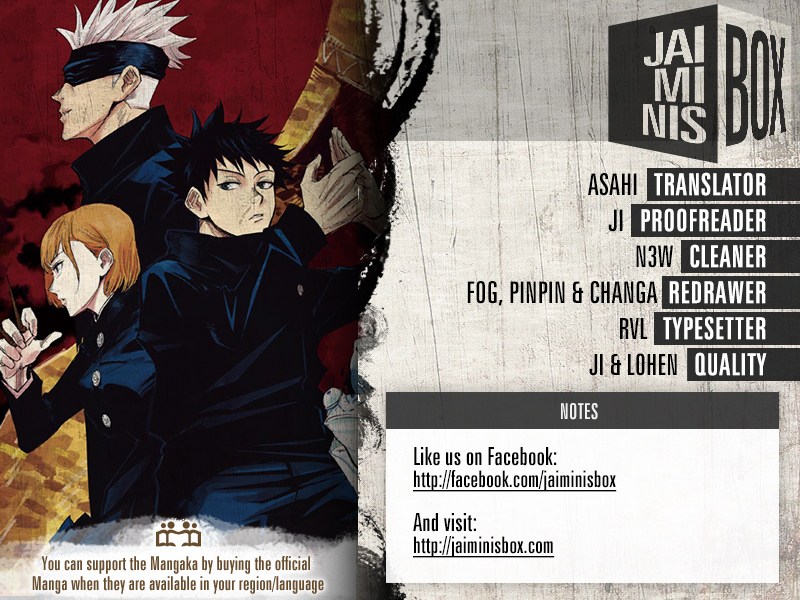 JAI
MI
NIS
BOX
ASAHI TRANSLATOR
JI PROOFREADER
N3W CLEANER
FOG, PINPIN & CHANGA REDRAWER
RVL TYPESETTER
JI & LOHEN QUALITY
NOTES
Like us on Facebook:
http://facebook.com/jaiminisbox
And visit:
http://jaiminisbox.com
You can support the Mangaka by buying the official
Manga when they are available in your region/language